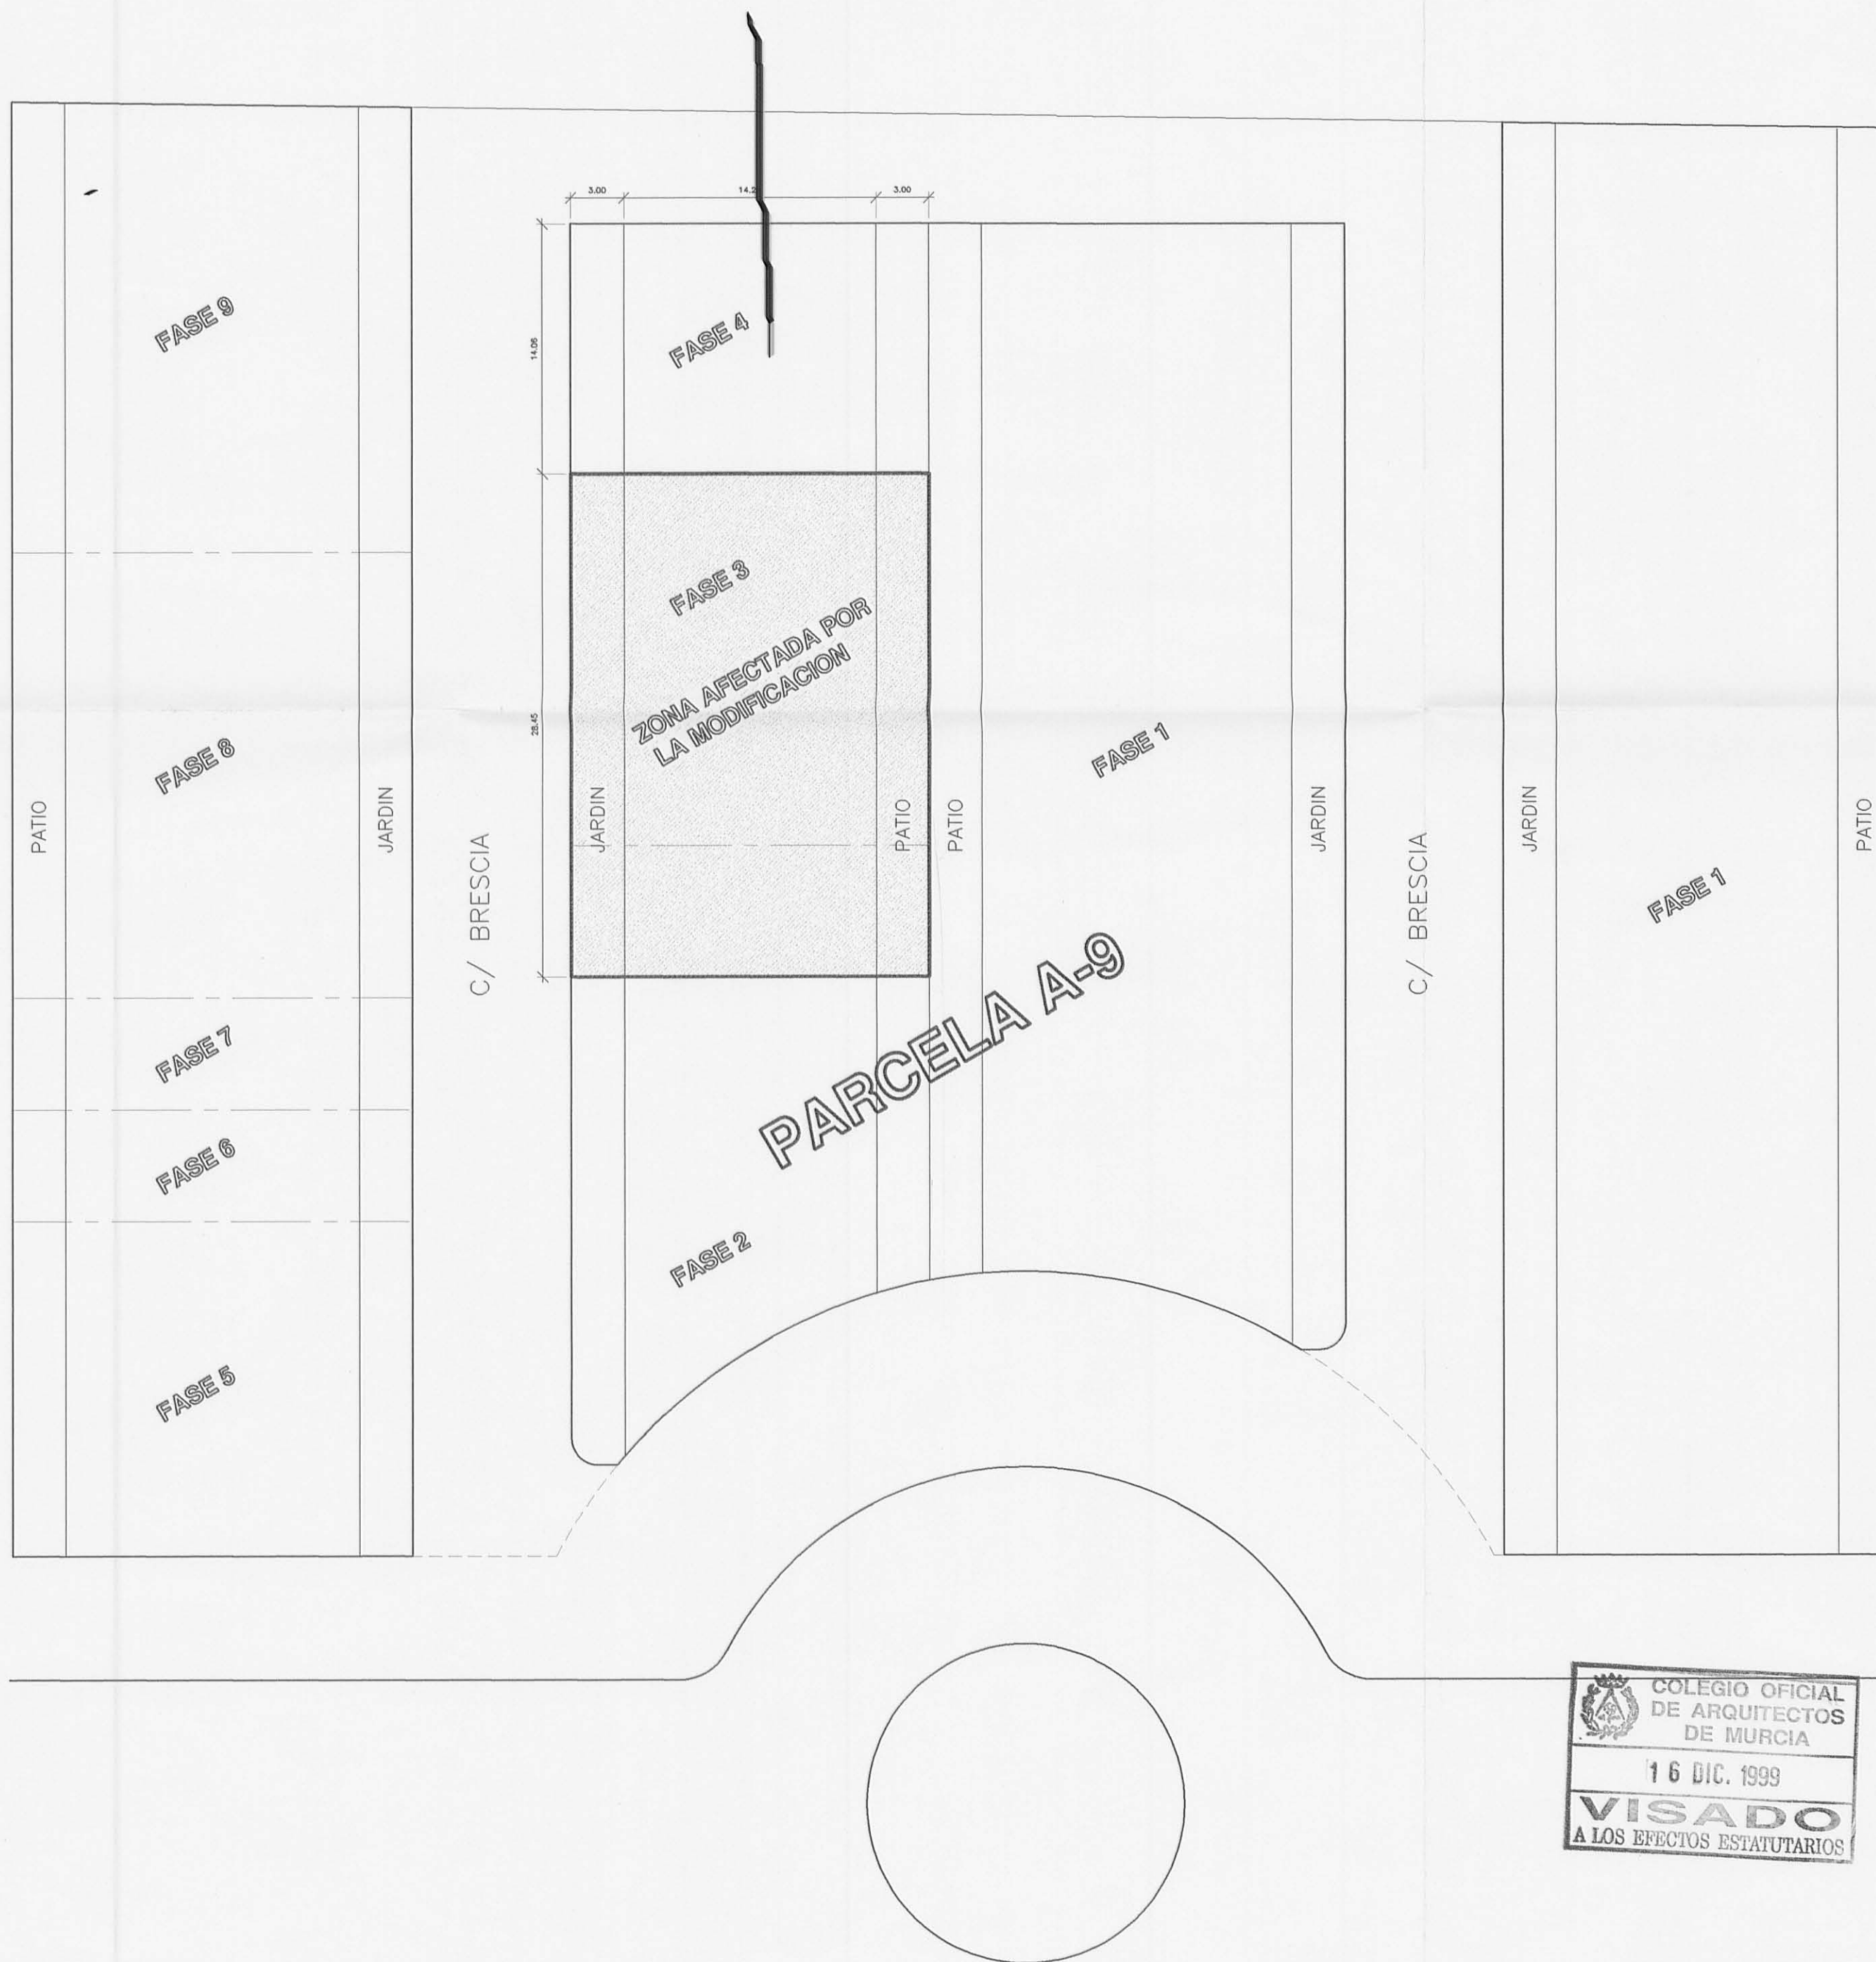 3.00
3.00
FASE 9
FASE 4
14.06
FASE 3
ZONA AFECTADA POR
LA MODIFICACION
28.45
FASE 8
FASE 1
PATIO
JARDIN
C/ BRESCIA
JARDIN
PATIO
PATIO
JARDIN
C/ BRESCIA
JARDIN
FASE 1
PATIO
PARCELA A-9
FASE 7
FASE 6
FASE 2
FASE 5
COLEGIO OFICIAL
DE ARQUITECTOS
DE MURCIA
16 DIC. 1999
VISADO
A LOS EFECTOS ESTATUTARIOS